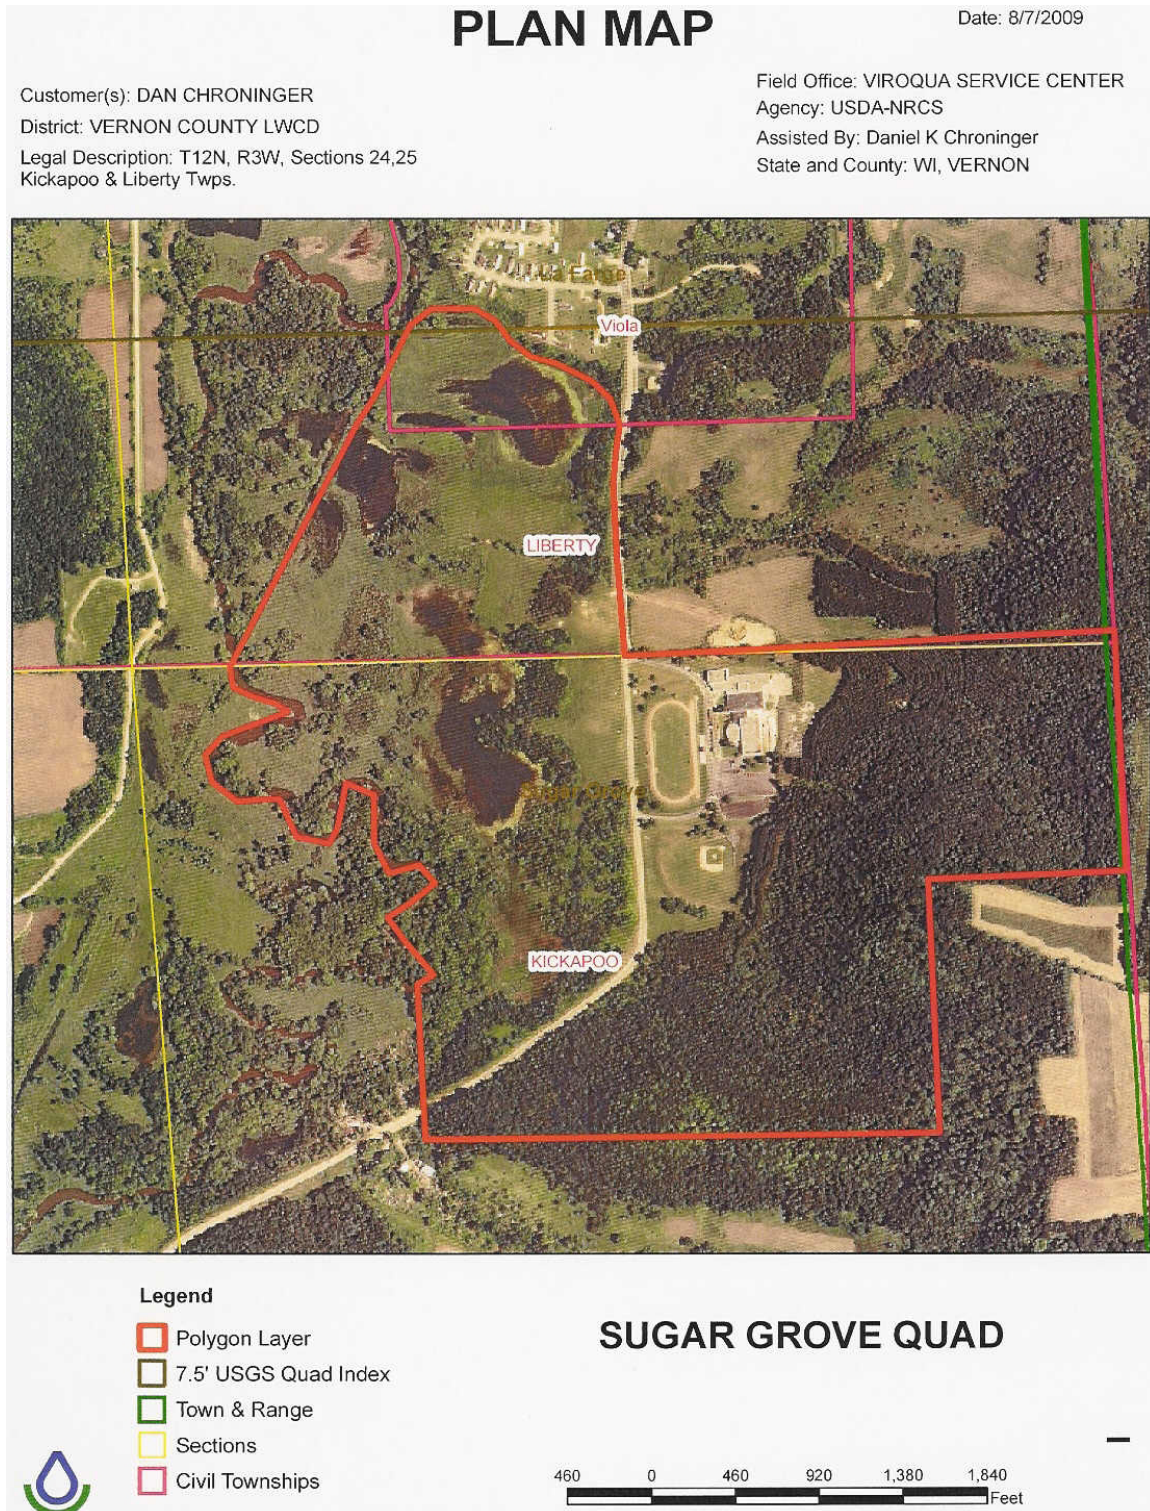 PLAN MAP
Date: 8/7/2009
Customer(s): DAN CHRONINGER
District: VERNON COUNTY LWCD
Legal Description: T12N, R3W, Sections 24,25
Kickapoo & Liberty Twps.
Field Office: VIROQUA SERVICE CENTER
Agency: USDA-NRCS
Assisted By: Daniel K Chroninger
State and County: WI, VERNON
La Farge
Viola
LIBERTY
Sugar Grove
KICKAPOO
Legend
Polygon Layer
7.5' USGS Quad Index
Town & Range
Sections
Civil Townships
SUGAR GROVE QUAD
460 0 460 920 1,380 1,840
Feet